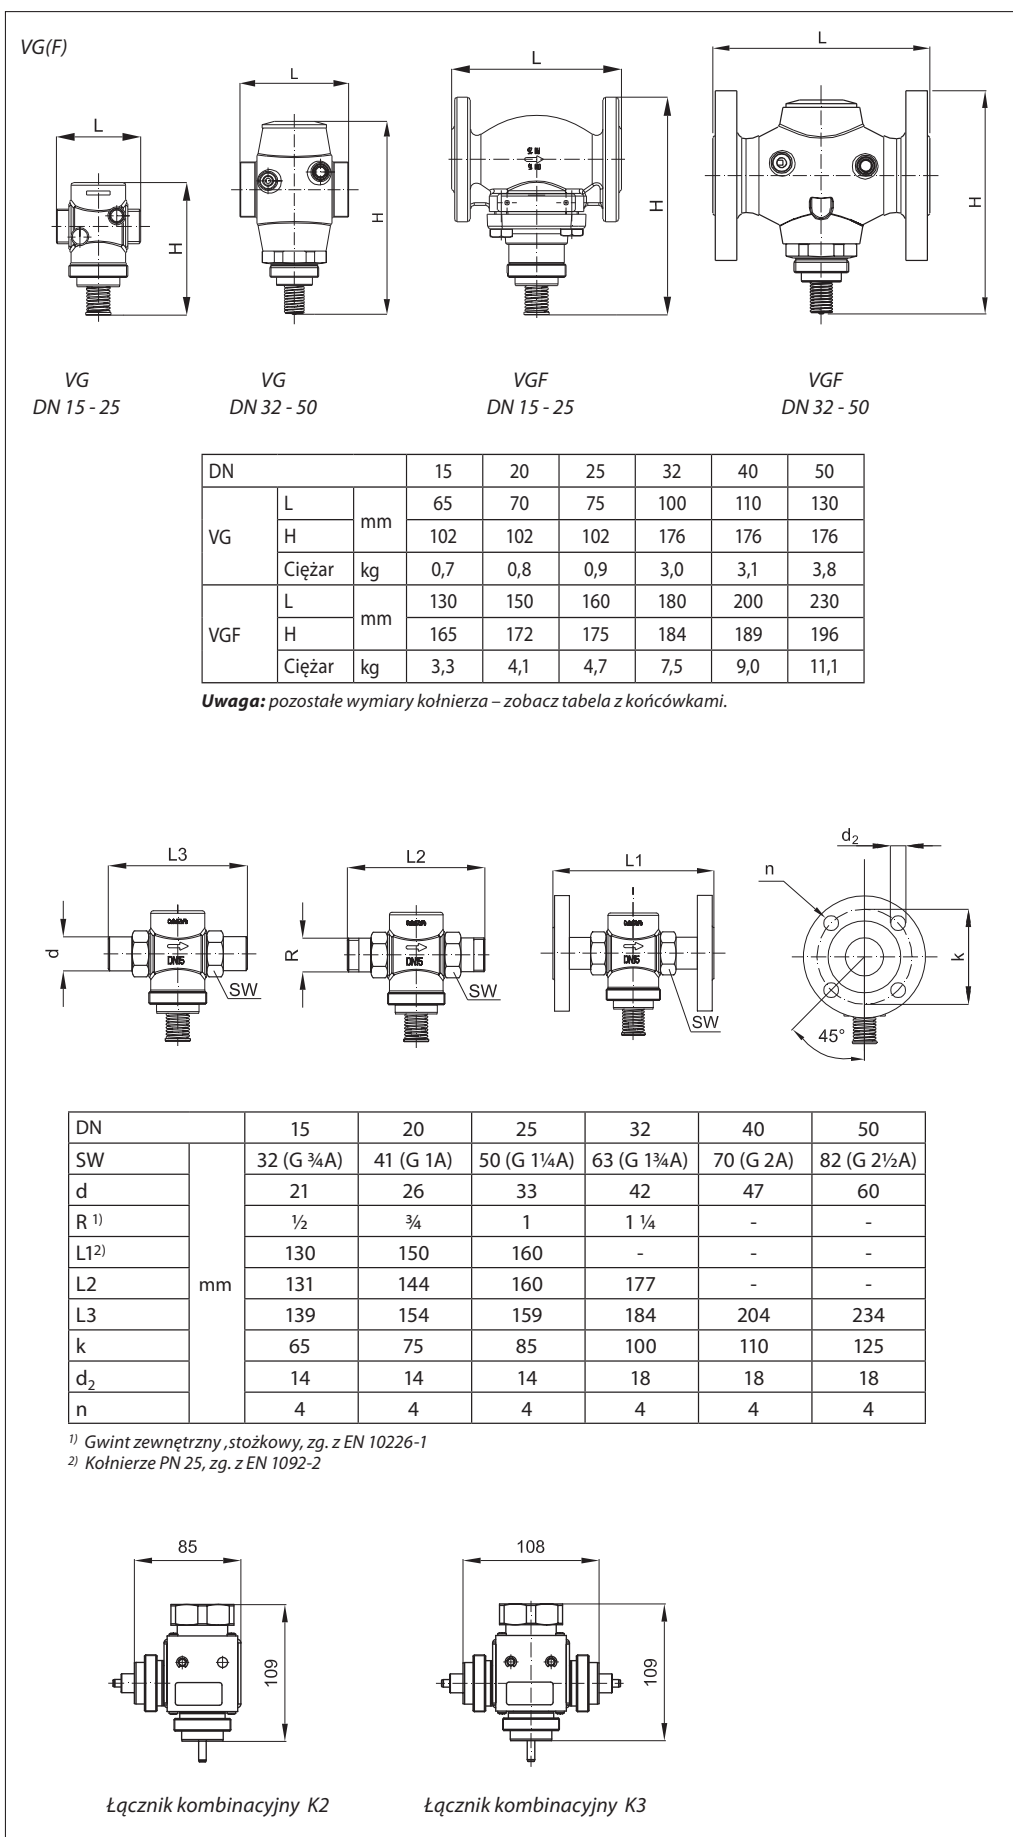 VG(F)
L
H
L
H
L
H
L
H
VG
DN 15 - 25
VG
DN 32 - 50
VGF
DN 15 - 25
VGF
DN 32 - 50
DN 15 20 25 32 40 50
VG L mm 65 70 75 100 110 130
H 102 102 102 176 176 176
Ciężar kg 0,7 0,8 0,9 3,0 3,1 3,8
VGF L mm 130 150 160 180 200 230
H 165 172 175 184 189 196
Ciężar kg 3,3 4,1 4,7 7,5 9,0 11,1
Uwaga: pozostałe wymiary kołnierza – zobacz tabela z końcówkami.
L3
d
DN15
SW
L2
R
DN15
SW
L1
DN15
SW
d2
n
k
45°
DN 15 20 25 32 40 50
SW mm 32 (G ¾A) 41 (G 1A) 50 (G 1¼A) 63 (G 1¾A) 70 (G 2A) 82 (G 2½A)
d 21 26 33 42 47 60
R 1) ½ ¾ 1 1 ¼ - -
L1 2) 130 150 160 - - -
L2 131 144 160 177 - -
L3 139 154 159 184 204 234
k 65 75 85 100 110 125
d2 14 14 14 18 18 18
n 4 4 4 4 4 4
1) Gwint zewnętrzny ,stożkowy, zg. z EN 10226-1
2) Kołnierze PN 25, zg. z EN 1092-2
85
109
108
109
Łącznik kombinacyjny K2
Łącznik kombinacyjny K3